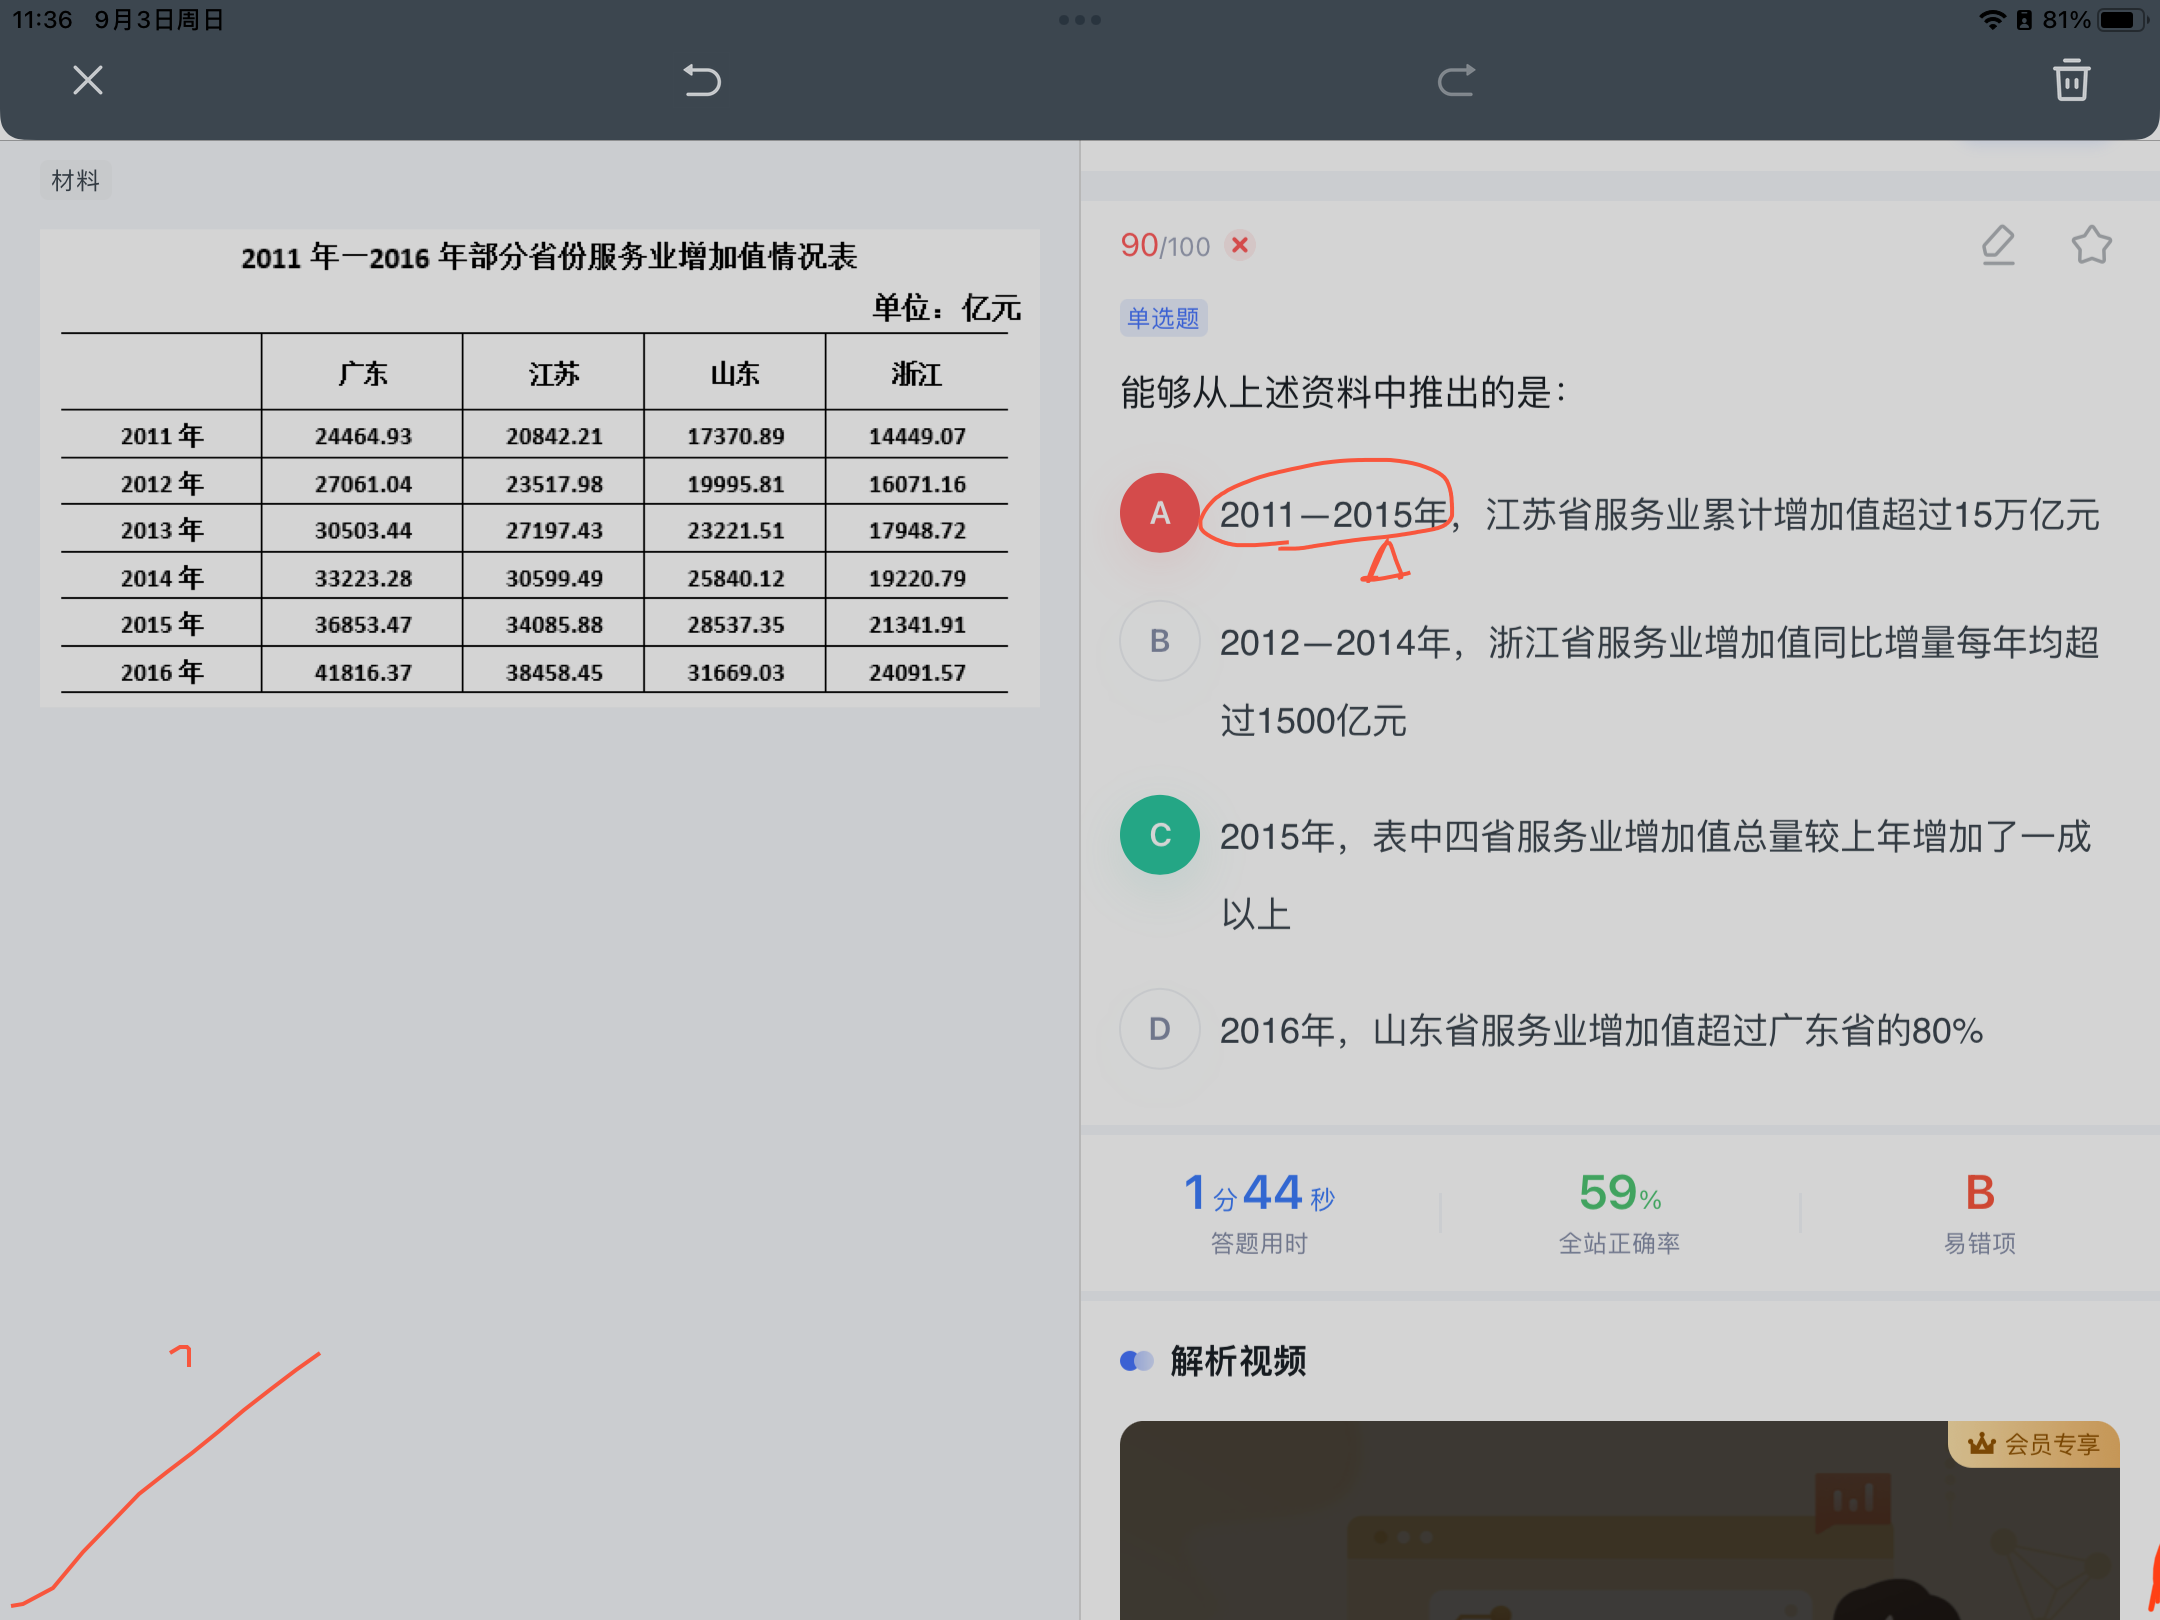 11:36 9月3日周日
81%
材料
2011 年—2016 年部分省份服务业增加值情况表
单位：亿元
广东 江苏 山东 浙江
2011 年 24464.93 20842.21 17370.89 14449.07
2012 年 27061.04 23517.98 19995.81 16071.16
2013 年 30503.44 27197.43 23221.51 17948.72
2014 年 33223.28 30599.49 25840.12 19220.79
2015 年 36853.47 34085.88 28537.35 21341.91
2016 年 41816.37 38458.45 31669.03 24091.57
90/100
单选题
能够从上述资料中推出的是：
A 2011—2015年，江苏省服务业累计增加值超过15万亿元
B 2012—2014年，浙江省服务业增加值同比增量每年均超
过1500亿元
C 2015年，表中四省服务业增加值总量较上年增加了一成
以上
D 2016年，山东省服务业增加值超过广东省的80%
1分44秒 59% B
答题用时 全站正确率 易错项
解析视频
会员专享